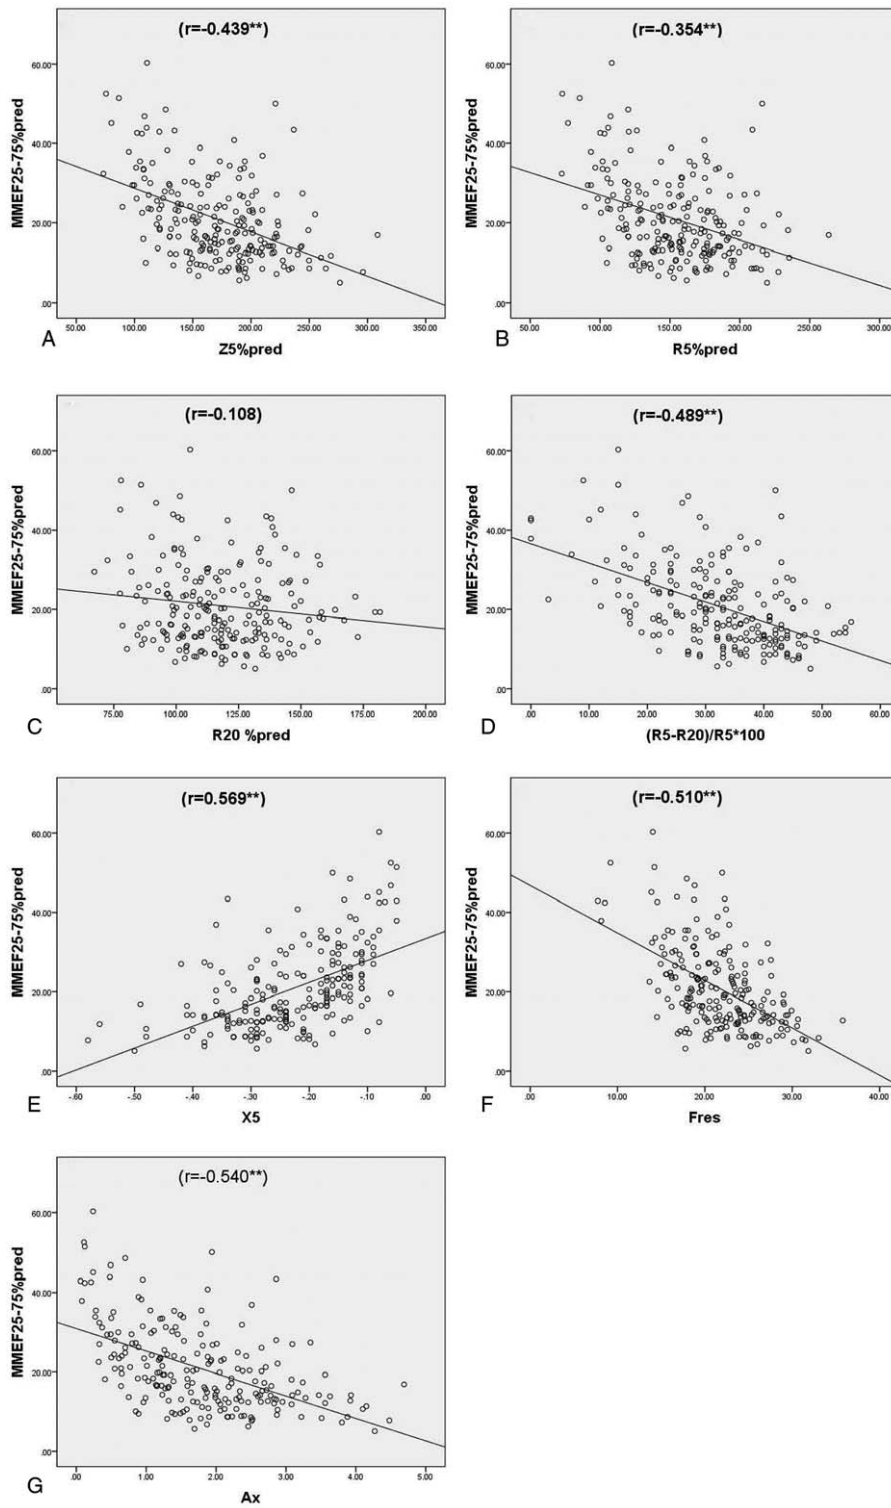 (r=-0.439**)
MMEF25-75%pred
60.00
40.00
20.00
.00
50.00 100.00 150.00 200.00 250.00 300.00 350.00
A
Z5%pred
(r=-0.354**)
MMEF25-75%pred
60.00
40.00
20.00
.00
50.00 100.00 150.00 200.00 250.00 300.00
B
R5%pred
(r=-0.108)
MMEF25-75%pred
60.00
40.00
20.00
.00
75.00 100.00 125.00 150.00 175.00 200.00
C
R20 %pred
(r=-0.489**)
MMEF25-75%pred
60.00
40.00
20.00
.00
.00 10.00 20.00 30.00 40.00 50.00 60.00
D
(R5-R20)/R5*100
(r=0.569**)
MMEF25-75%pred
60.00
40.00
20.00
.00
-.60 -.50 -.40 -.30 -.20 -.10 .00
E
X5
(r=-0.510**)
MMEF25-75%pred
60.00
40.00
20.00
.00
.00 10.00 20.00 30.00 40.00
F
Fres
(r=-0.540**)
MMEF25-75%pred
60.00
40.00
20.00
.00
.00 1.00 2.00 3.00 4.00 5.00
G
Ax